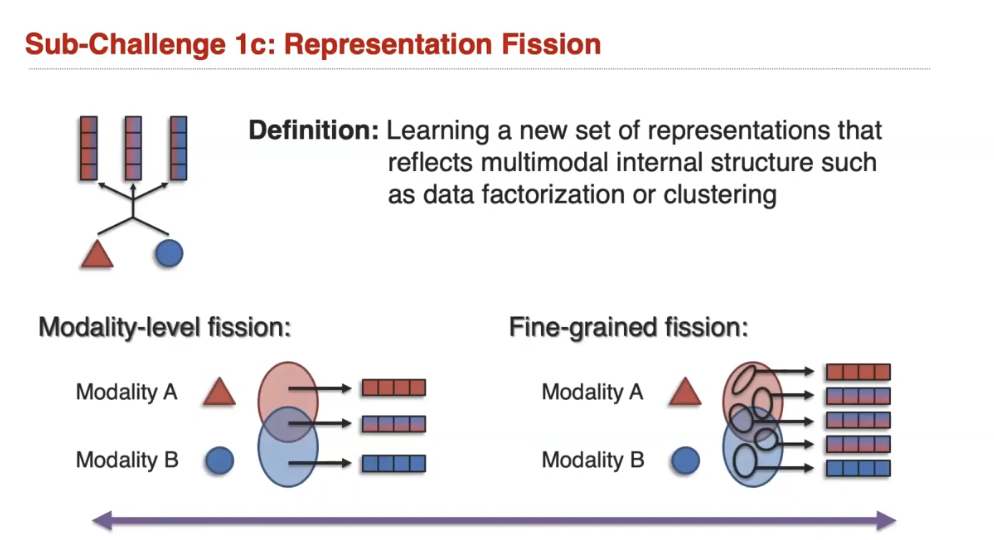 Sub-Challenge 1c: Representation Fission
Definition: Learning a new set of representations that
reflects multimodal internal structure such
as data factorization or clustering
Modality-level fission:
Modality A
Modality B
Fine-grained fission:
Modality A
Modality B